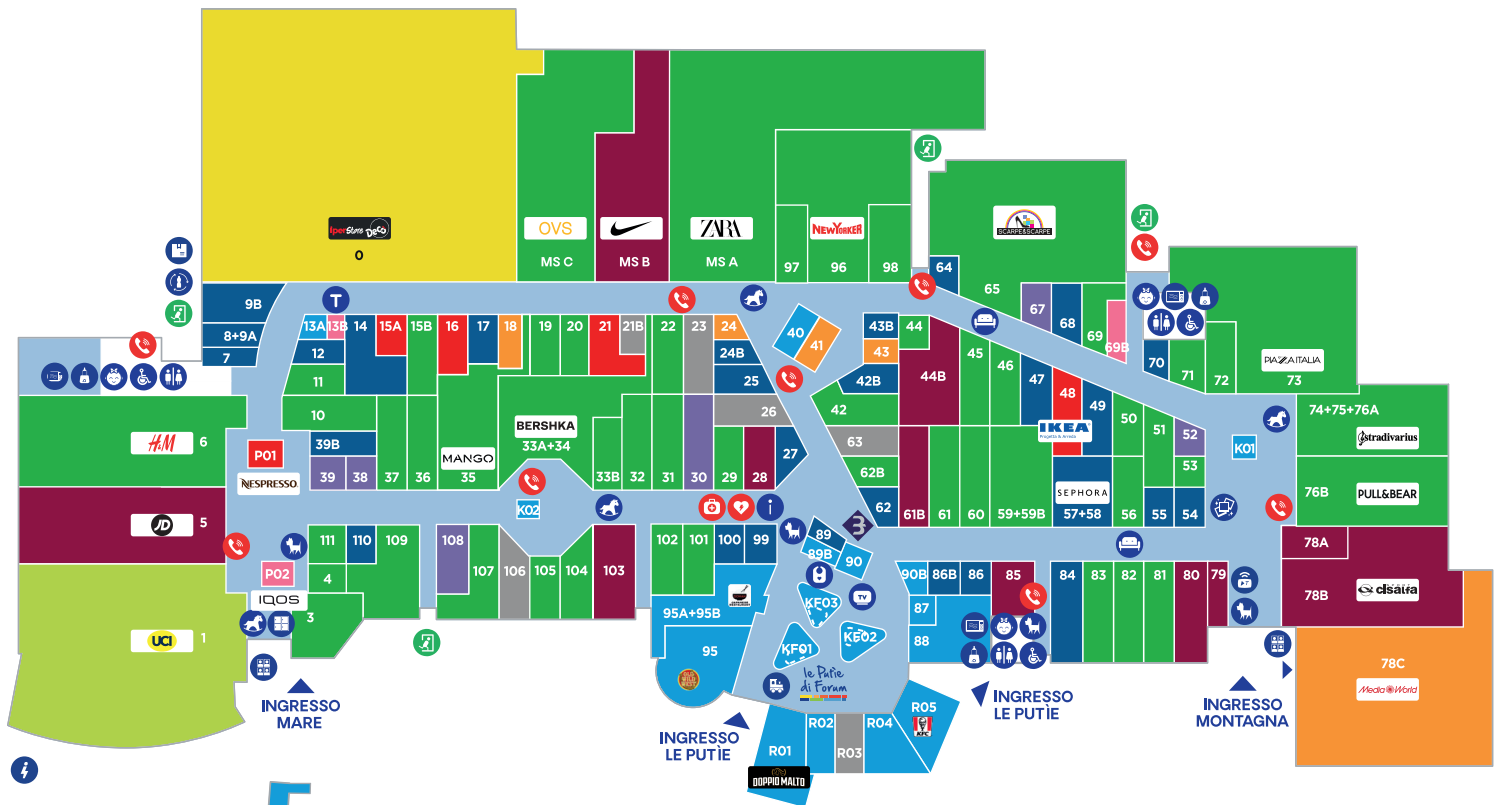 iperStore Decò
0
OVS
MS C
MS B
ZARA
MS A
97
NEWYORKER
96
98
SCARPE&SCARPE
64
65
67
68
69
69B
70
71
72
PIAZZA ITALIA
73
74+75+76A
stradivarius
76B
PULL&BEAR
78A
78B
cisalfa
78C
MediaWorld
9B
8+9A
7
T
13A
13B
14
15A
15B
16
17
18
19
20
21
21B
22
23
24
24B
25
26
27
12
11
10
39B
39
38
37
36
MANGO
35
BERSHKA
33A+34
33B
32
31
30
29
28
40
41
43B
43
42B
42
44
44B
45
46
47
48
49
IKEA
Progetta & Arreda
50
51
52
53
63
62B
62
61B
61
60
59+59B
SEPHORA
57+58
56
55
54
K01
H&M
6
P01
NESPRESSO
JD
5
P02
IQOS
UCI
1
K02
111
4
3
110
109
108
107
106
105
104
103
102
101
100
99
95A+95B
95
OLD WILD WEST
i
3
89
89B
90
TV
KF03
KF02
KF01
le Putìe
di Forum
90B
86B
86
85
87
88
84
83
82
81
80
79
R01
R02
R03
R04
R05
KFC
DOPPIO MALTO
INGRESSO
MARE
INGRESSO
LE PUTÌE
INGRESSO
LE PUTÌE
INGRESSO
MONTAGNA